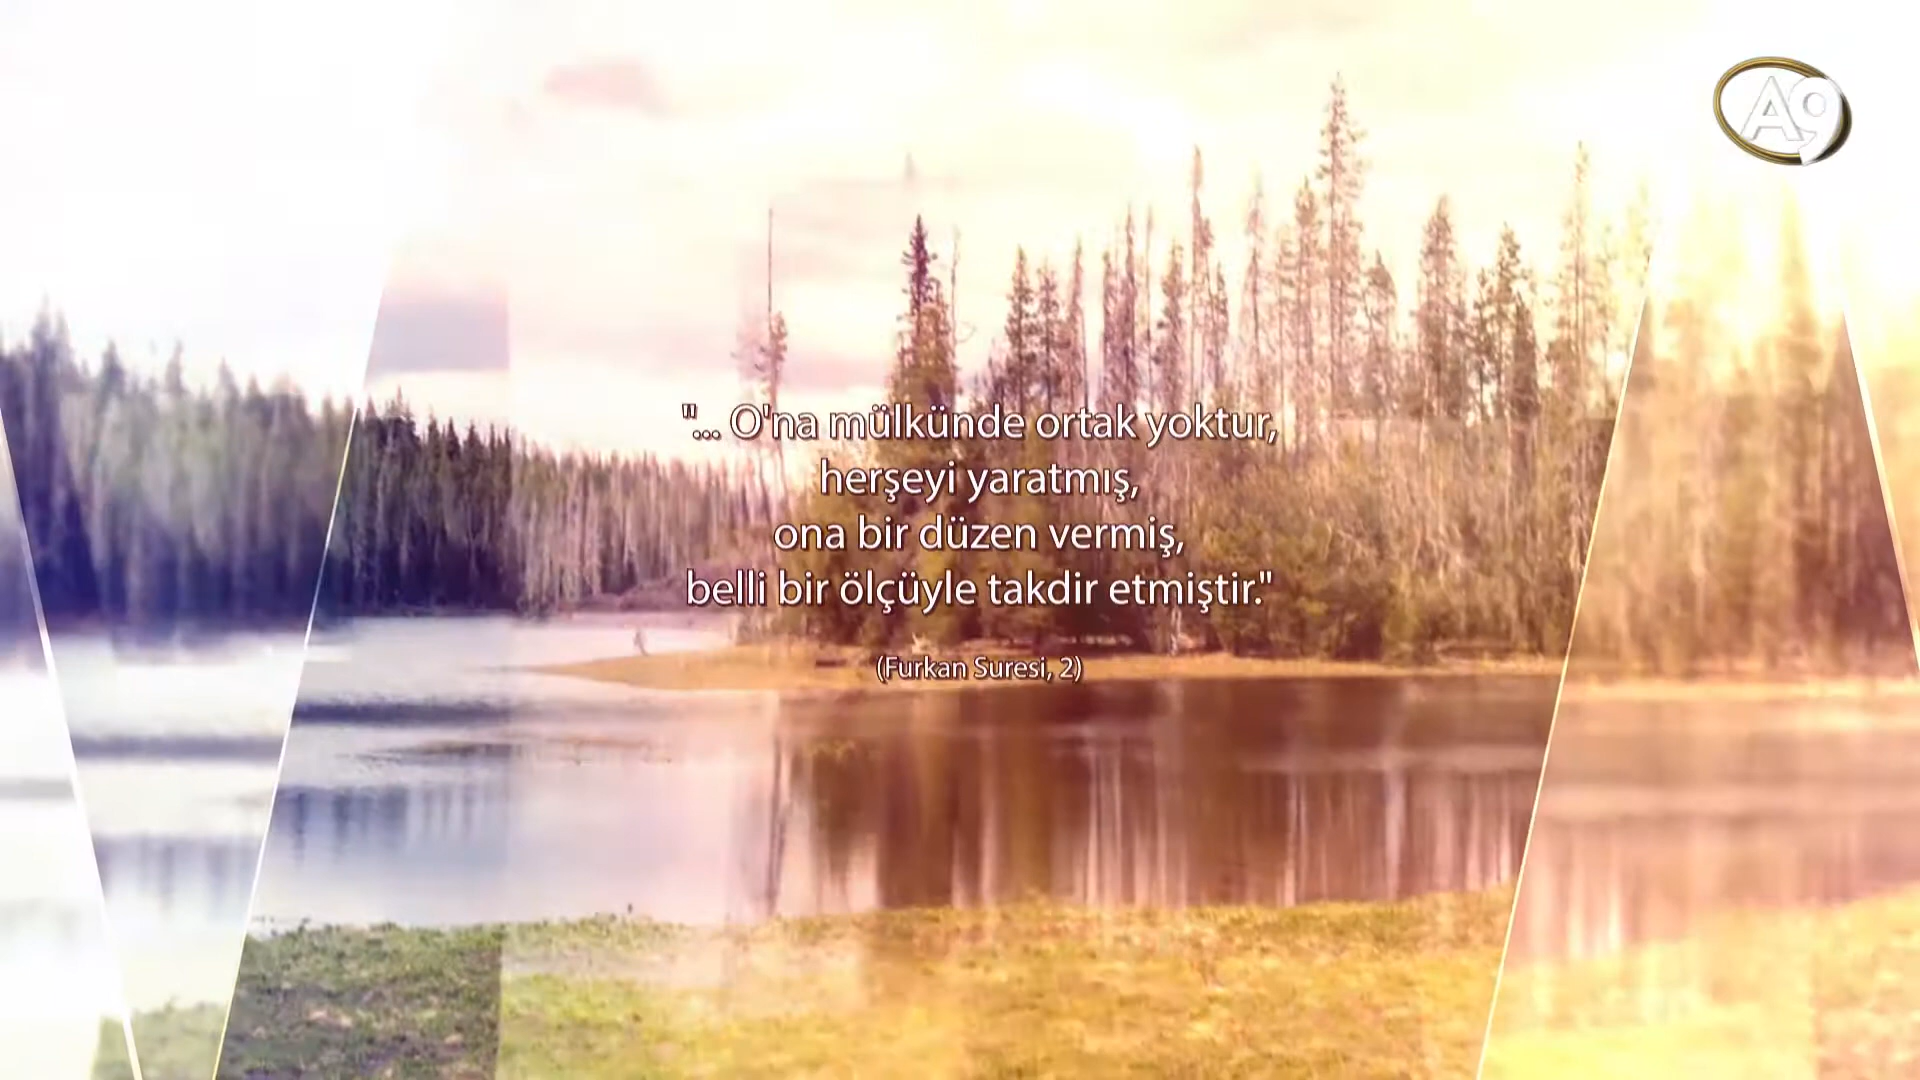 A9
"... O'na mülkünde ortak yoktur,
herşeyi yaratmış,
ona bir düzen vermiş,
belli bir ölçüyle takdir etmiştir."
(Furkan Suresi, 2)